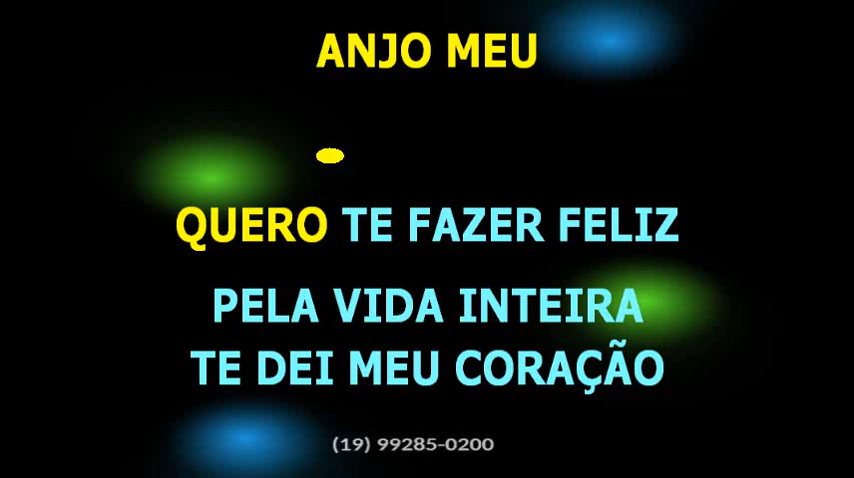 ANJO MEU
QUERO TE FAZER FELIZ
PELA VIDA INTEIRA
TE DEI MEU CORAÇÃO
(19) 99285-0200